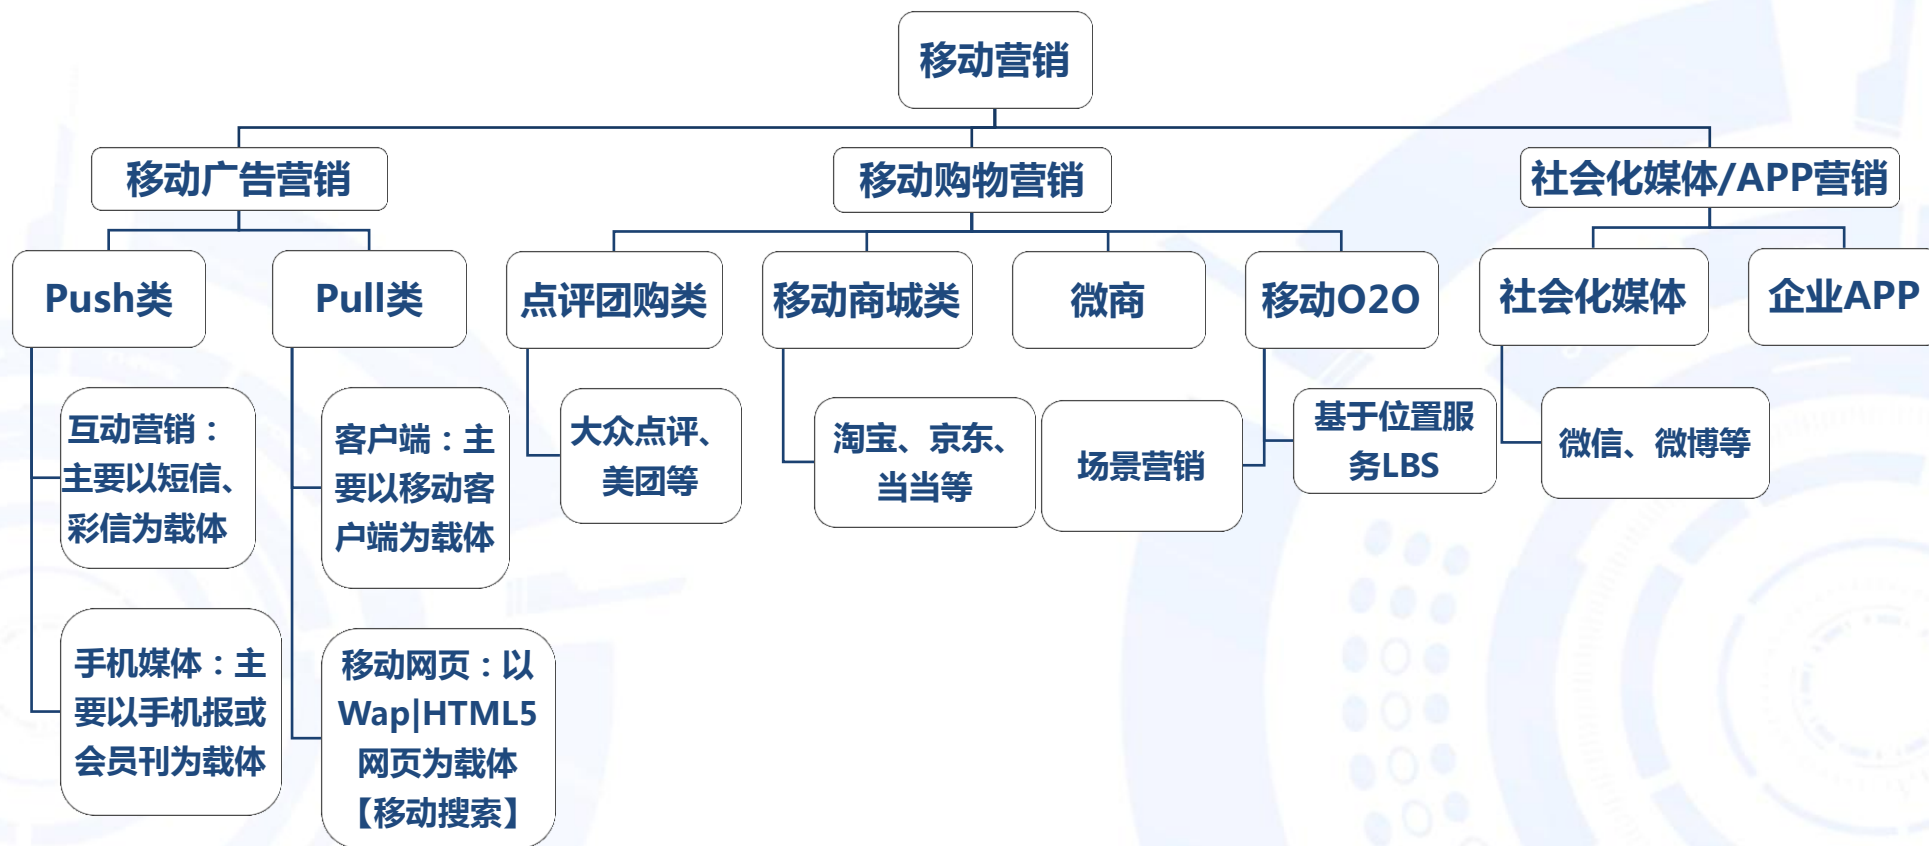 移动营销
移动广告营销
移动购物营销
社会化媒体/APP营销
Push类
Pull类
点评团购类
移动商城类
微商
移动O2O
社会化媒体
企业APP
互动营销：
主要以短信、
彩信为载体
客户端：主
要以移动客
户端为载体
大众点评、
美团等
淘宝、京东、
当当等
场景营销
基于位置服
务LBS
微信、微博等
手机媒体：主
要以手机报或
会员刊为载体
移动网页：以
Wap|HTML5
网页为载体
【移动搜索】